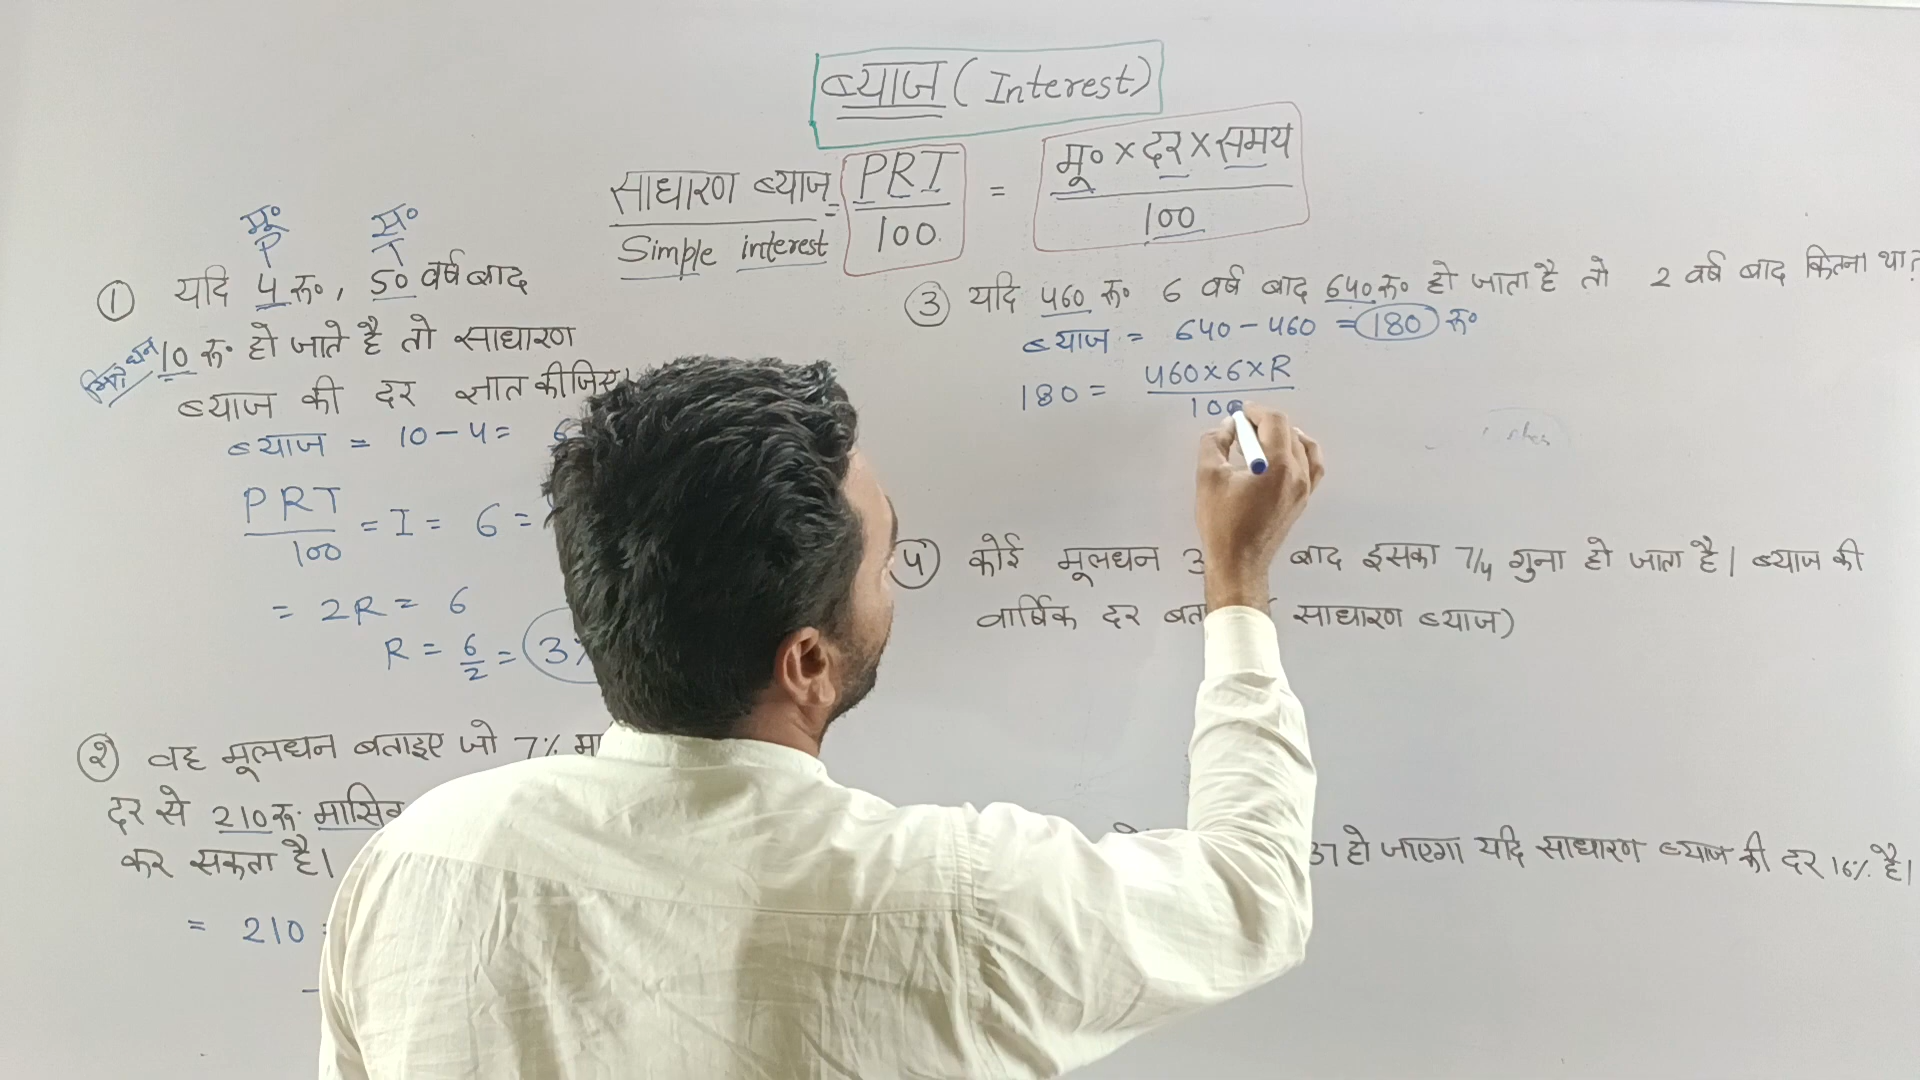 ब्याज (Interest)
साधारण ब्याज = PRT / 100 = मू० × दर × समय / 100
Simple interest
मू० स०
P T
① यदि 4 रू०, 50 वर्ष बाद
10 रू० हो जाते है तो साधारण
ब्याज की दर ज्ञात कीजिए।
ब्याज = 10 - 4 = 6
PRT / 100 = I = 6 =
= 2R = 6
R = 6/2 = 3%
② वह मूलधन बताइए जो 7%
दर से 210 रू० मासिक
कर सकता है।
= 210
③ यदि 460 रू० 6 वर्ष बाद 640 रू० हो जाता है तो 2 वर्ष बाद कितना था?
ब्याज = 640 - 460 = 180 रू०
180 = 460×6×R / 100
④ कोई मूलधन 3 बाद इसका 7/4 गुना हो जाता है। ब्याज की
वार्षिक दर साधारण ब्याज)
हो जाएगा यदि साधारण ब्याज की दर 16% है।